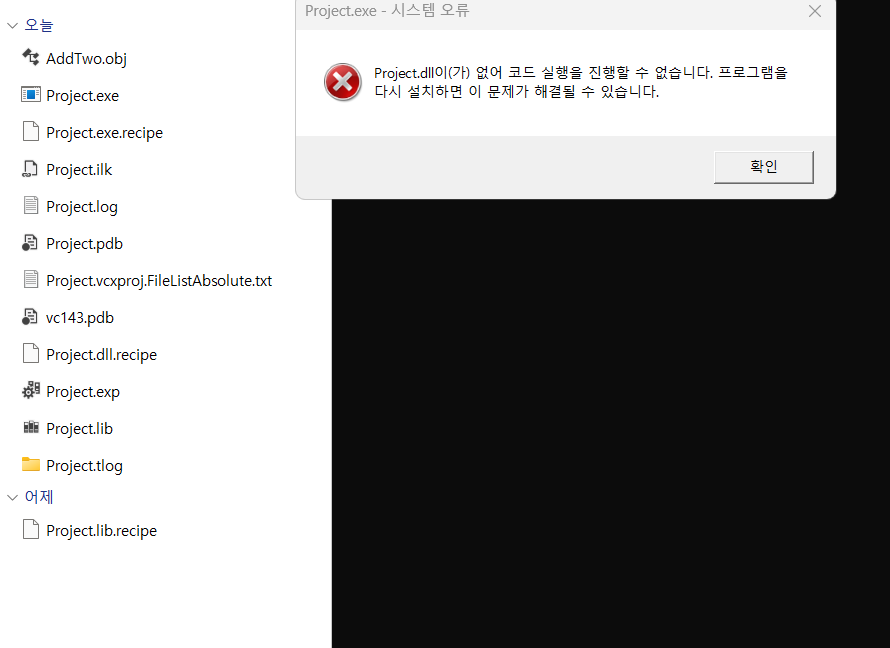 오늘
AddTwo.obj
Project.exe
Project.exe.recipe
Project.ilk
Project.log
Project.pdb
Project.vcxproj.FileListAbsolute.txt
vc143.pdb
Project.dll.recipe
Project.exp
Project.lib
Project.tlog
어제
Project.lib.recipe
Project.exe - 시스템 오류
Project.dll이(가) 없어 코드 실행을 진행할 수 없습니다. 프로그램을
다시 설치하면 이 문제가 해결될 수 있습니다.
확인